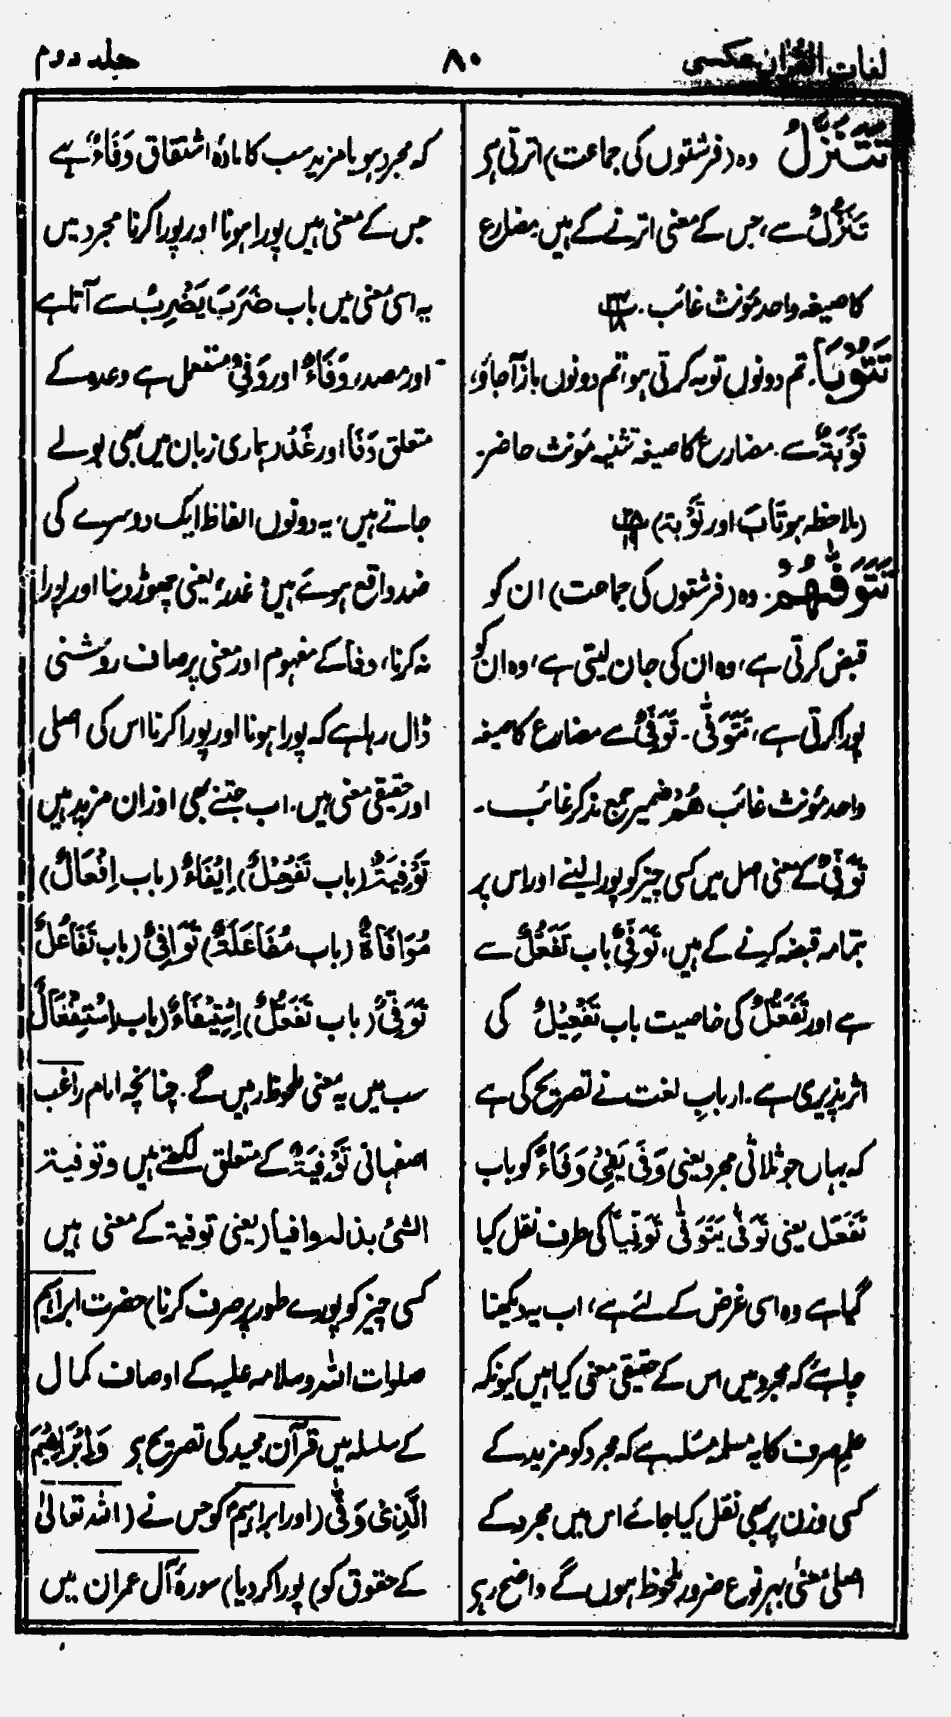 لغات القرآن عکسی
۸۰
جلد دوم
تَتَنَزَّلُ وہ (فرشتوں کی جماعت) اترتی ہی
تَنَزُّلٌ سے، جس کے معنی اترنے کے ہیں مضارع
کا صیغہ واحد مؤنث غائب۔
تَتُوْبَا۔ تم دونوں توبہ کرتی ہو، تم دونوں باز آجاؤ،
تَوْبَۃٌ سے۔ مضارع کا صیغہ تثنیہ مؤنث حاضر۔
(ملاحظہ ہو تَابَ اور تَوْبَۃ)
تَتَوَفّٰھُمْ۔ وہ (فرشتوں کی جماعت) ان کو
قبض کرتی ہے، وہ ان کی جان لیتی ہے، وہ ان کو
پورا کرتی ہے، تَتَوَفّٰی۔ تَوَفِّیْ سے مضارع کا صیغہ
واحد مؤنث غائب ھُمْ ضمیر جمع مذکر غائب۔
تَوَفِّیْ کے معنی اصل میں کسی چیز کو پورا لینے اور اس پر
بتمامہ قبضہ کرنے کے ہیں، تَوَفِّیْ باب تَفَعُّلٌ سے
ہے اور تَفَعُّلٌ کی خاصیت باب تَفْعِیْلٌ کی
اثر پذیری ہے۔ ارباب لغت نے تصریح کی ہے
کہ یہاں جو ثلاثی مجرد یعنی وَفٰی یَفِیْ وَفَاءً کو باب
تَفَعَّلَ یعنی تَوَفّٰی یَتَوَفّٰی تَوَفِّیاً کی طرف نقل کیا
گیا ہے وہ اسی غرض کے لئے ہے، اب یہ دیکھنا
چاہئے کہ مجرد میں اس کے حقیقی معنی کیا ہیں کیونکہ
علم صرف کا یہ مسلمہ مسئلہ ہے کہ مجرد کو مزید کے
کسی وزن پر بھی نقل کیا جائے اس میں مجرد کے
اصلی معنیٰ بہر نوع ضرور ملحوظ ہوں گے واضح رہی
کہ مجرد ہو یا مزید سب کا مادۂ اشتقاق وَفَاءٌ ہے
جس کے معنی ہیں پورا ہونا اور پورا کرنا مجرد میں
یہ اسی معنی میں باب ضَرَبَ یَضْرِبُ سے آتا ہے
اور مصدر وَفَاءٌ اور وَفْیٌ مستعمل ہے وعدہ کے
متعلق وَفَا اور غَدْر ہماری زبان میں بھی بولے
جاتے ہیں، یہ دونوں الفاظ ایک دوسرے کی
ضد واقع ہوئے ہیں، غدر، یعنی چھوڑ دینا اور پورا
نہ کرنا، وفا کے مفہوم اور معنی پر صاف روشنی
ڈال رہا ہے کہ پورا ہونا اور پورا کرنا اس کی اصلی
اور حقیقی معنی ہیں۔ اب جتنے بھی اوزان مزید ہیں
تَوْفِیَۃٌ (باب تَفْعِیْلٌ) اِیْفَاءٌ (باب اِفْعَالٌ)
مُوَافَاۃٌ (باب مُفَاعَلَۃٌ) تَوَافِیْ (باب تَفَاعُلٌ
تَوَفِّیْ (باب تَفَعُّلٌ) اِسْتِیْفَاءٌ (باب اِسْتِفْعَالٌ
سب میں یہ معنی ملحوظ رہیں گے۔ چنانچہ امام راغب
اصفہانی تَوْفِیَۃٌ کے متعلق لکھتے ہیں وتوفیۃ
الشیٔ بذلہ وافیا (یعنی توفیۃ کے معنی ہیں
کسی چیز کو پورے طور پر صرف کرنا) حضرت ابراہیم
صلوات اللہ وسلامہ علیہ کے اوصاف کمال
کے سلسلہ میں قرآن مجید کی تصریح ہی وَاِبْرَاھِیْمَ
الَّذِیْ وَفّٰی (اور ابراہیم کو جس نے (اللہ تعالیٰ
کے حقوق کو) پورا کر دیا) سورۂ آل عمران میں